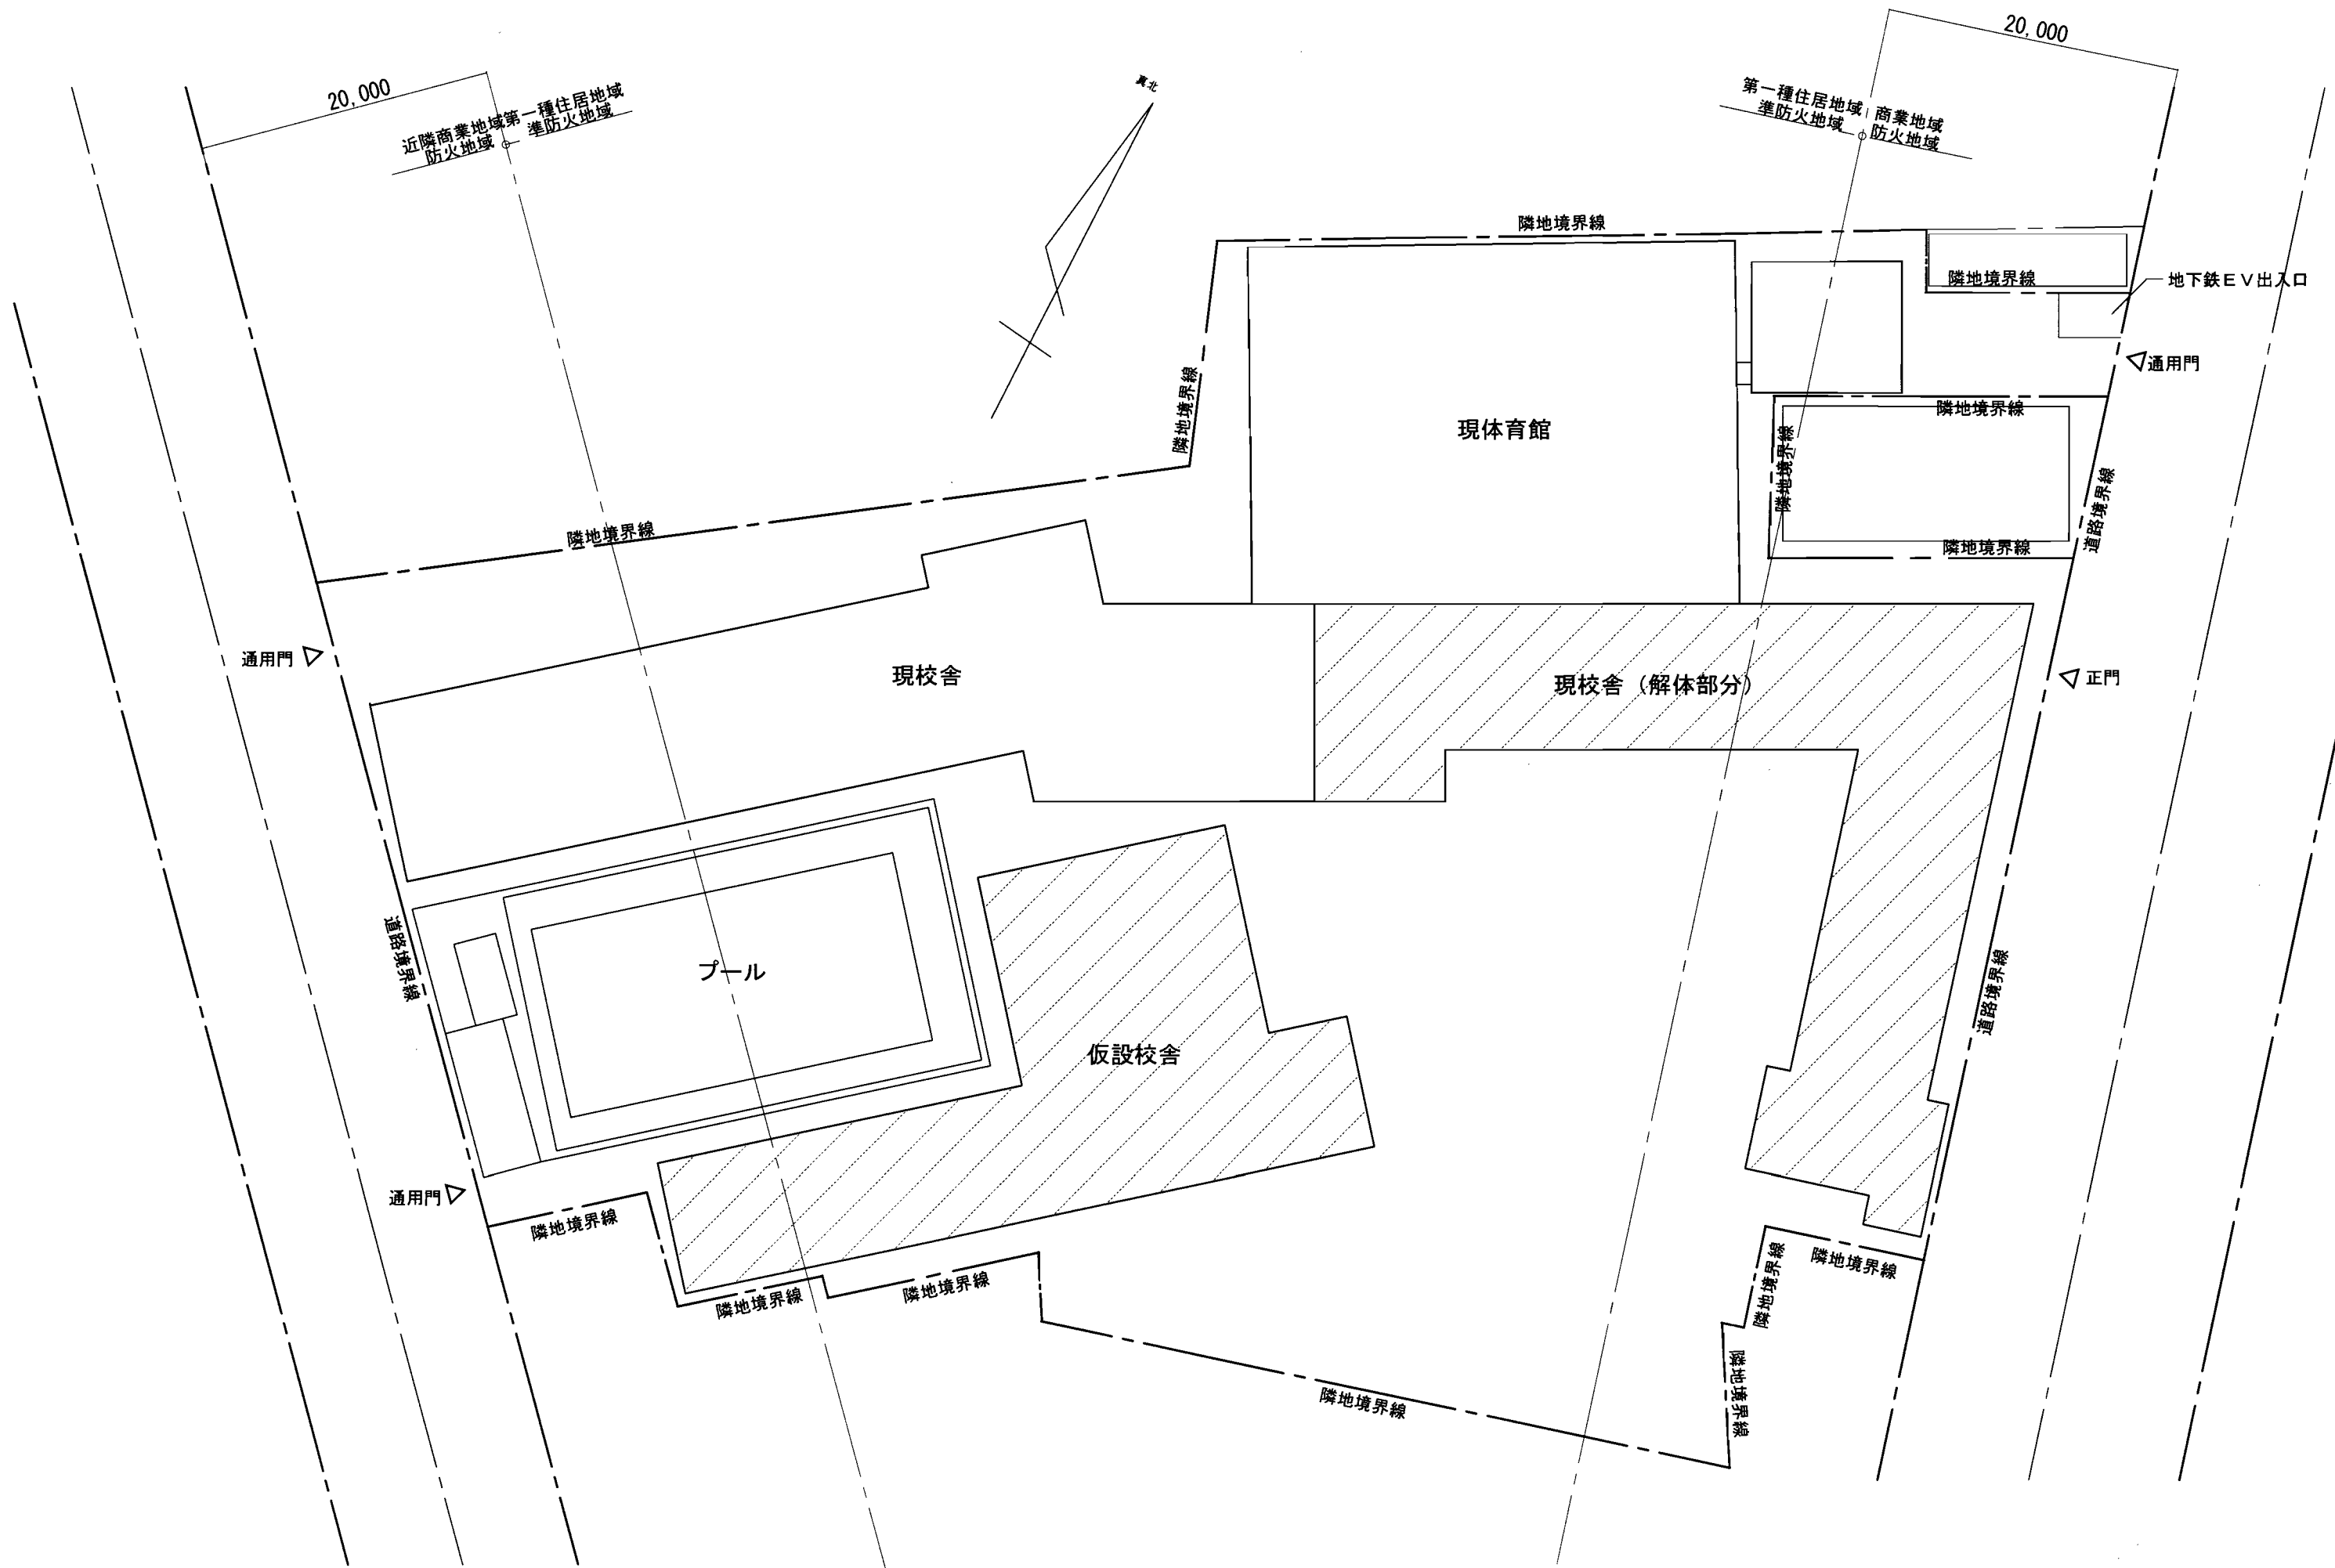 20,000
近隣商業地域 第一種住居地域
防火地域 準防火地域
真北
20,000
第一種住居地域 商業地域
準防火地域 防火地域
隣地境界線
隣地境界線
地下鉄EV出入口
通用門
隣地境界線
隣地境界線
現体育館
隣地境界線
道路境界線
隣地境界線
隣地境界線
通用門
現校舎
現校舎（解体部分）
正門
道路境界線
プール
道路境界線
仮設校舎
通用門
隣地境界線
隣地境界線
隣地境界線
隣地境界線
隣地境界線
隣地境界線
隣地境界線